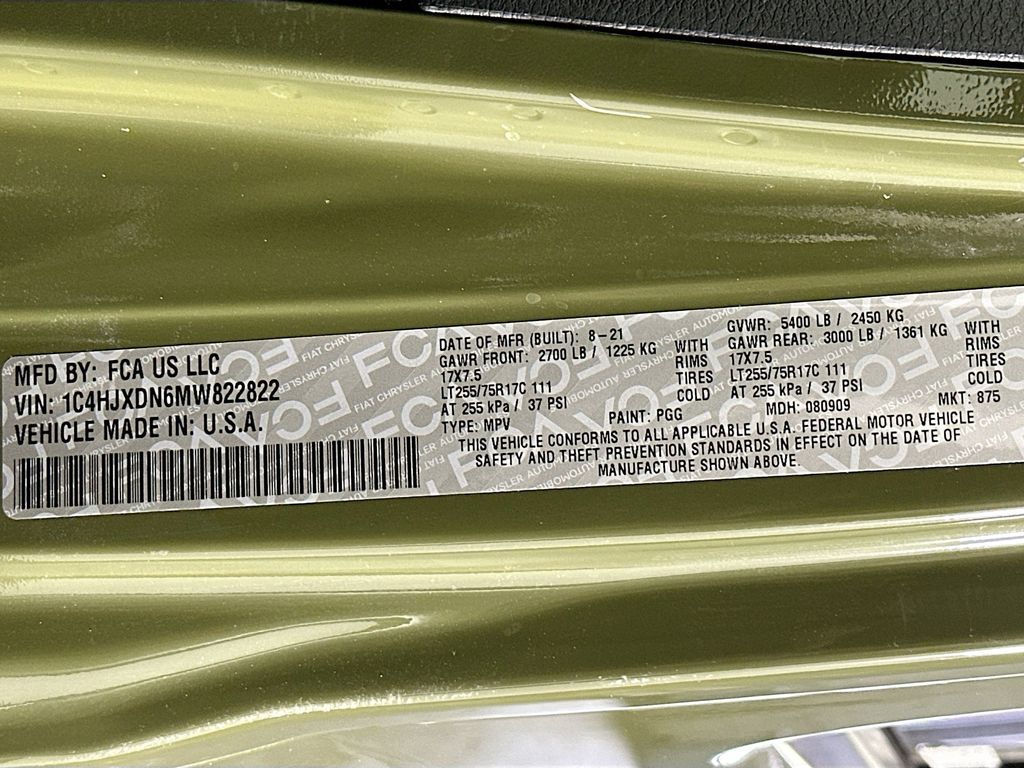 MFD BY: FCA US LLC
VIN: 1C4HJXDN6MW822822
VEHICLE MADE IN: U.S.A.
DATE OF MFR (BUILT): 8-21
GAWR FRONT: 2700 LB / 1225 KG WITH
17X7.5 RIMS
LT255/75R17C 111 TIRES
AT 255 kPa / 37 PSI COLD
TYPE: MPV
GVWR: 5400 LB / 2450 KG
GAWR REAR: 3000 LB / 1361 KG WITH
17X7.5 RIMS
LT255/75R17C 111 TIRES
AT 255 kPa / 37 PSI COLD
PAINT: PGG MDH: 080909 MKT: 875
THIS VEHICLE CONFORMS TO ALL APPLICABLE U.S.A. FEDERAL MOTOR VEHICLE
SAFETY AND THEFT PREVENTION STANDARDS IN EFFECT ON THE DATE OF
MANUFACTURE SHOWN ABOVE.